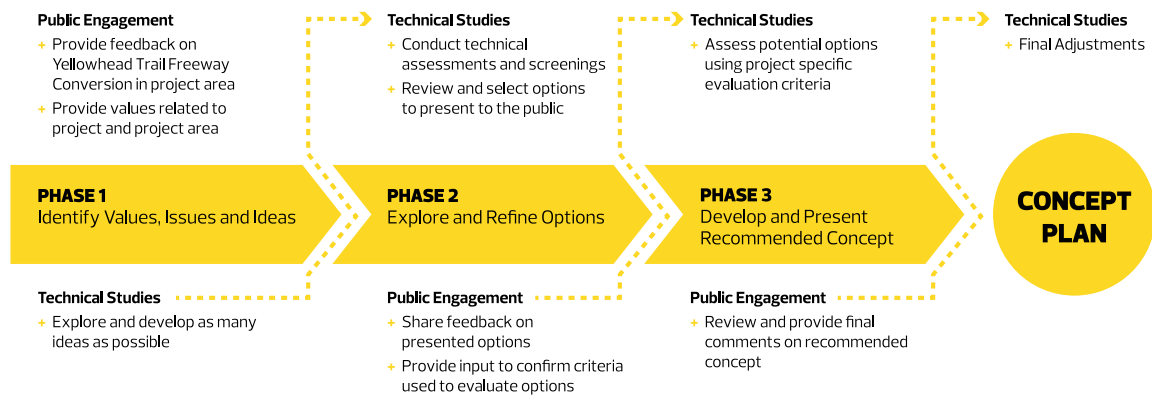 Public Engagement
+ Provide feedback on
Yellowhead Trail Freeway
Conversion in project area
+ Provide values related to
project and project area
Technical Studies
+ Conduct technical
assessments and screenings
+ Review and select options
to present to the public
Technical Studies
+ Assess potential options
using project specific
evaluation criteria
Technical Studies
+ Final Adjustments
PHASE 1
Identify Values, Issues and Ideas
PHASE 2
Explore and Refine Options
PHASE 3
Develop and Present
Recommended Concept
CONCEPT
PLAN
Technical Studies
+ Explore and develop as many
ideas as possible
Public Engagement
+ Share feedback on
presented options
+ Provide input to confirm criteria
used to evaluate options
Public Engagement
+ Review and provide final
comments on recommended
concept